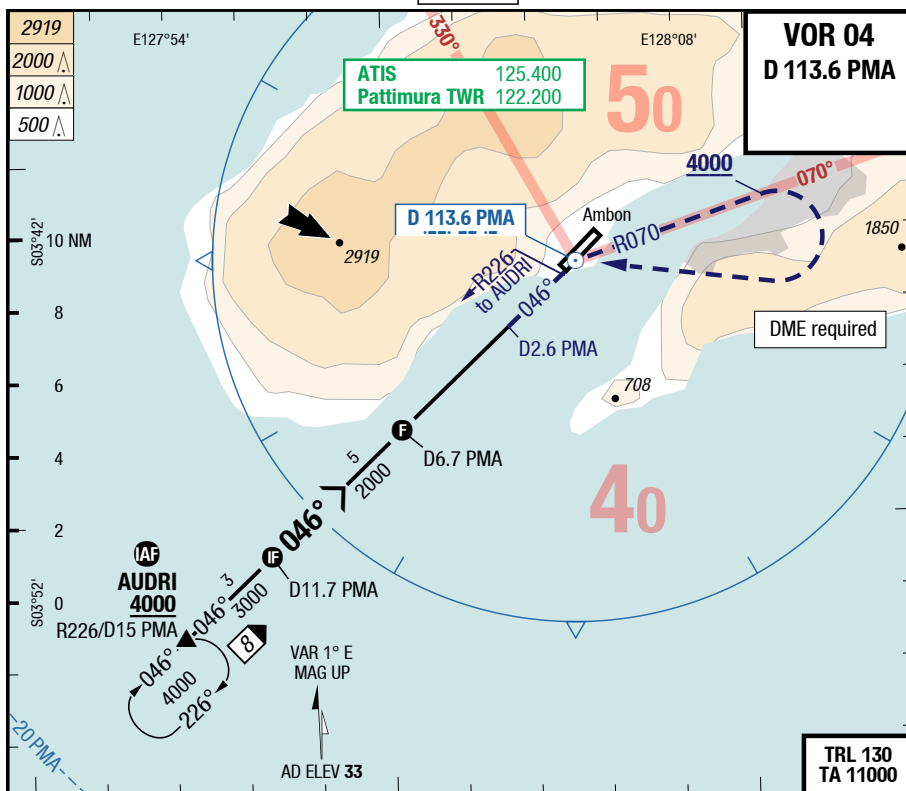 2919
2000
1000
500
E127°54'
E128°08'
330°
VOR 04
D 113.6 PMA
ATIS 125.400
Pattimura TWR 122.200
50
4000
070°
D 113.6 PMA
Ambon
R070
1850
S03°42'
10 NM
2919
R226
to AUDRI
046°
8
D2.6 PMA
DME required
6
708
F
D6.7 PMA
4
5
2000
40
046°
2
IAF
AUDRI
4000
R226/D15 PMA
IF
D11.7 PMA
3
046°
3000
S03°52'
0
8
046°
4000
226°
VAR 1° E
MAG UP
20 PMA
AD ELEV 33
TRL 130
TA 11000